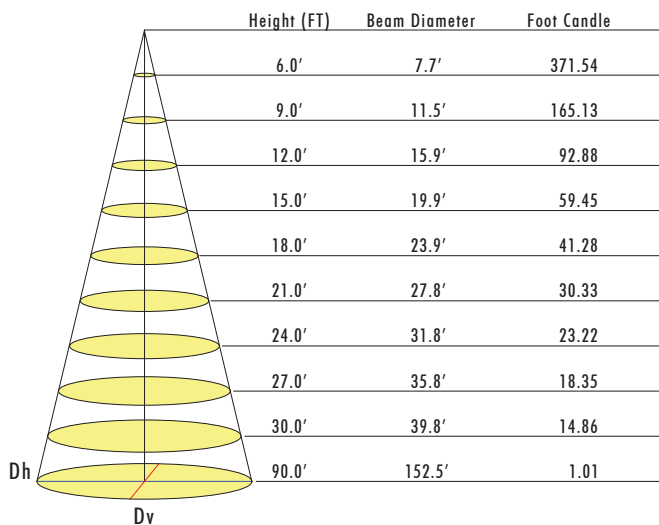 Height (FT) Beam Diameter Foot Candle
6.0′ 7.7′ 371.54
9.0′ 11.5′ 165.13
12.0′ 15.9′ 92.88
15.0′ 19.9′ 59.45
18.0′ 23.9′ 41.28
21.0′ 27.8′ 30.33
24.0′ 31.8′ 23.22
27.0′ 35.8′ 18.35
30.0′ 39.8′ 14.86
Dh 90.0′ 152.5′ 1.01
Dv